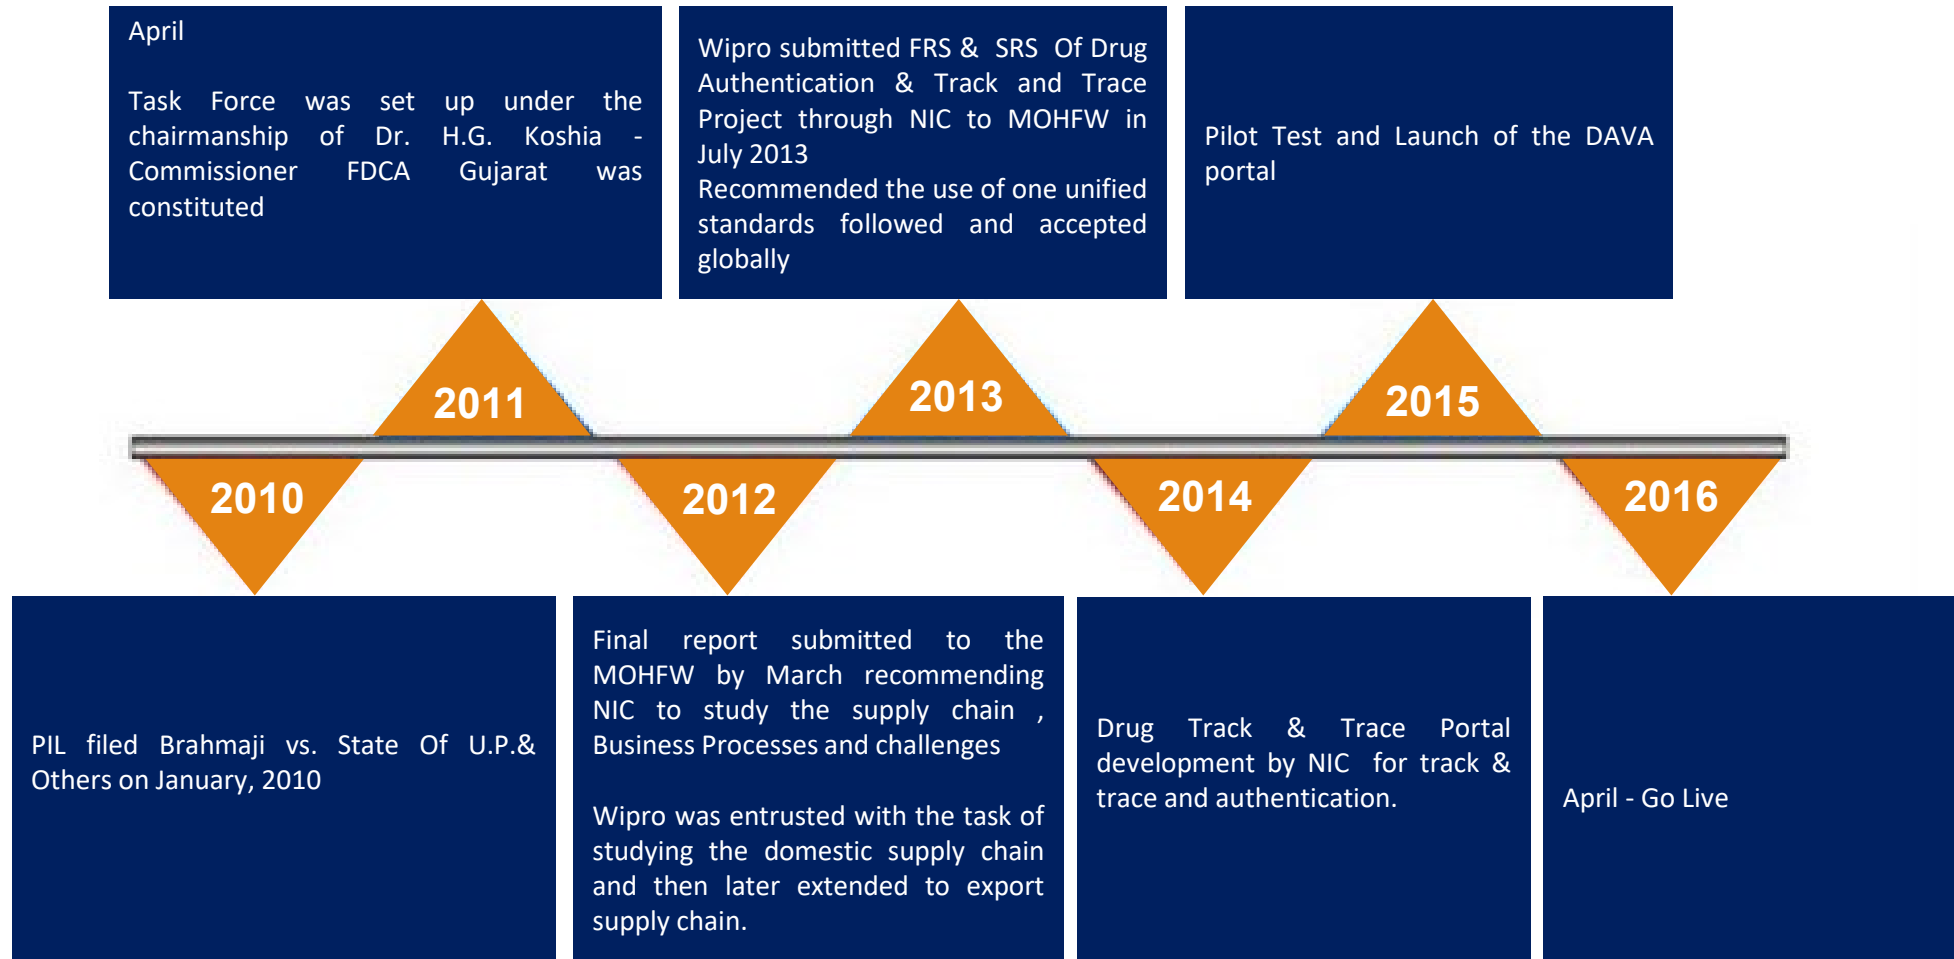 April
Task Force was set up under the
chairmanship of Dr. H.G. Koshia -
Commissioner FDCA Gujarat was
constituted
Wipro submitted FRS & SRS Of Drug
Authentication & Track and Trace
Project through NIC to MOHFW in
July 2013
Recommended the use of one unified
standards followed and accepted
globally
Pilot Test and Launch of the DAVA
portal
2011
2013
2015
2010
2012
2014
2016
PIL filed Brahmaji vs. State Of U.P.&
Others on January, 2010
Final report submitted to the
MOHFW by March recommending
NIC to study the supply chain ,
Business Processes and challenges
Wipro was entrusted with the task of
studying the domestic supply chain
and then later extended to export
supply chain.
Drug Track & Trace Portal
development by NIC for track &
trace and authentication.
April - Go Live